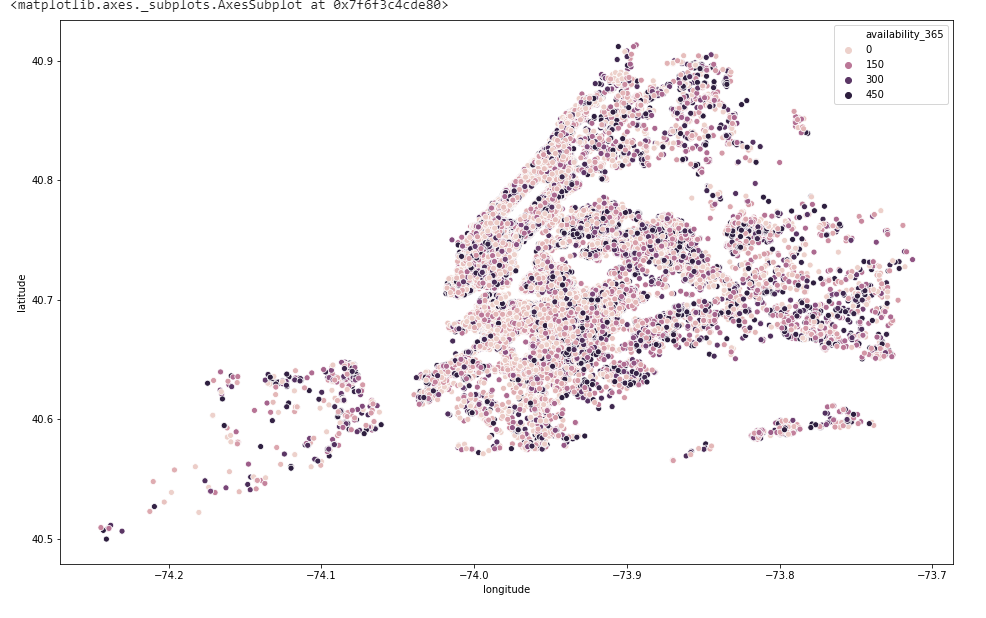 <matplotlib.axes._subplots.AxesSubplot at 0x7f6f3c4cde80>
availability_365
0
150
300
450
40.9
40.8
40.7
40.6
40.5
latitude
−74.2 −74.1 −74.0 −73.9 −73.8 −73.7
longitude